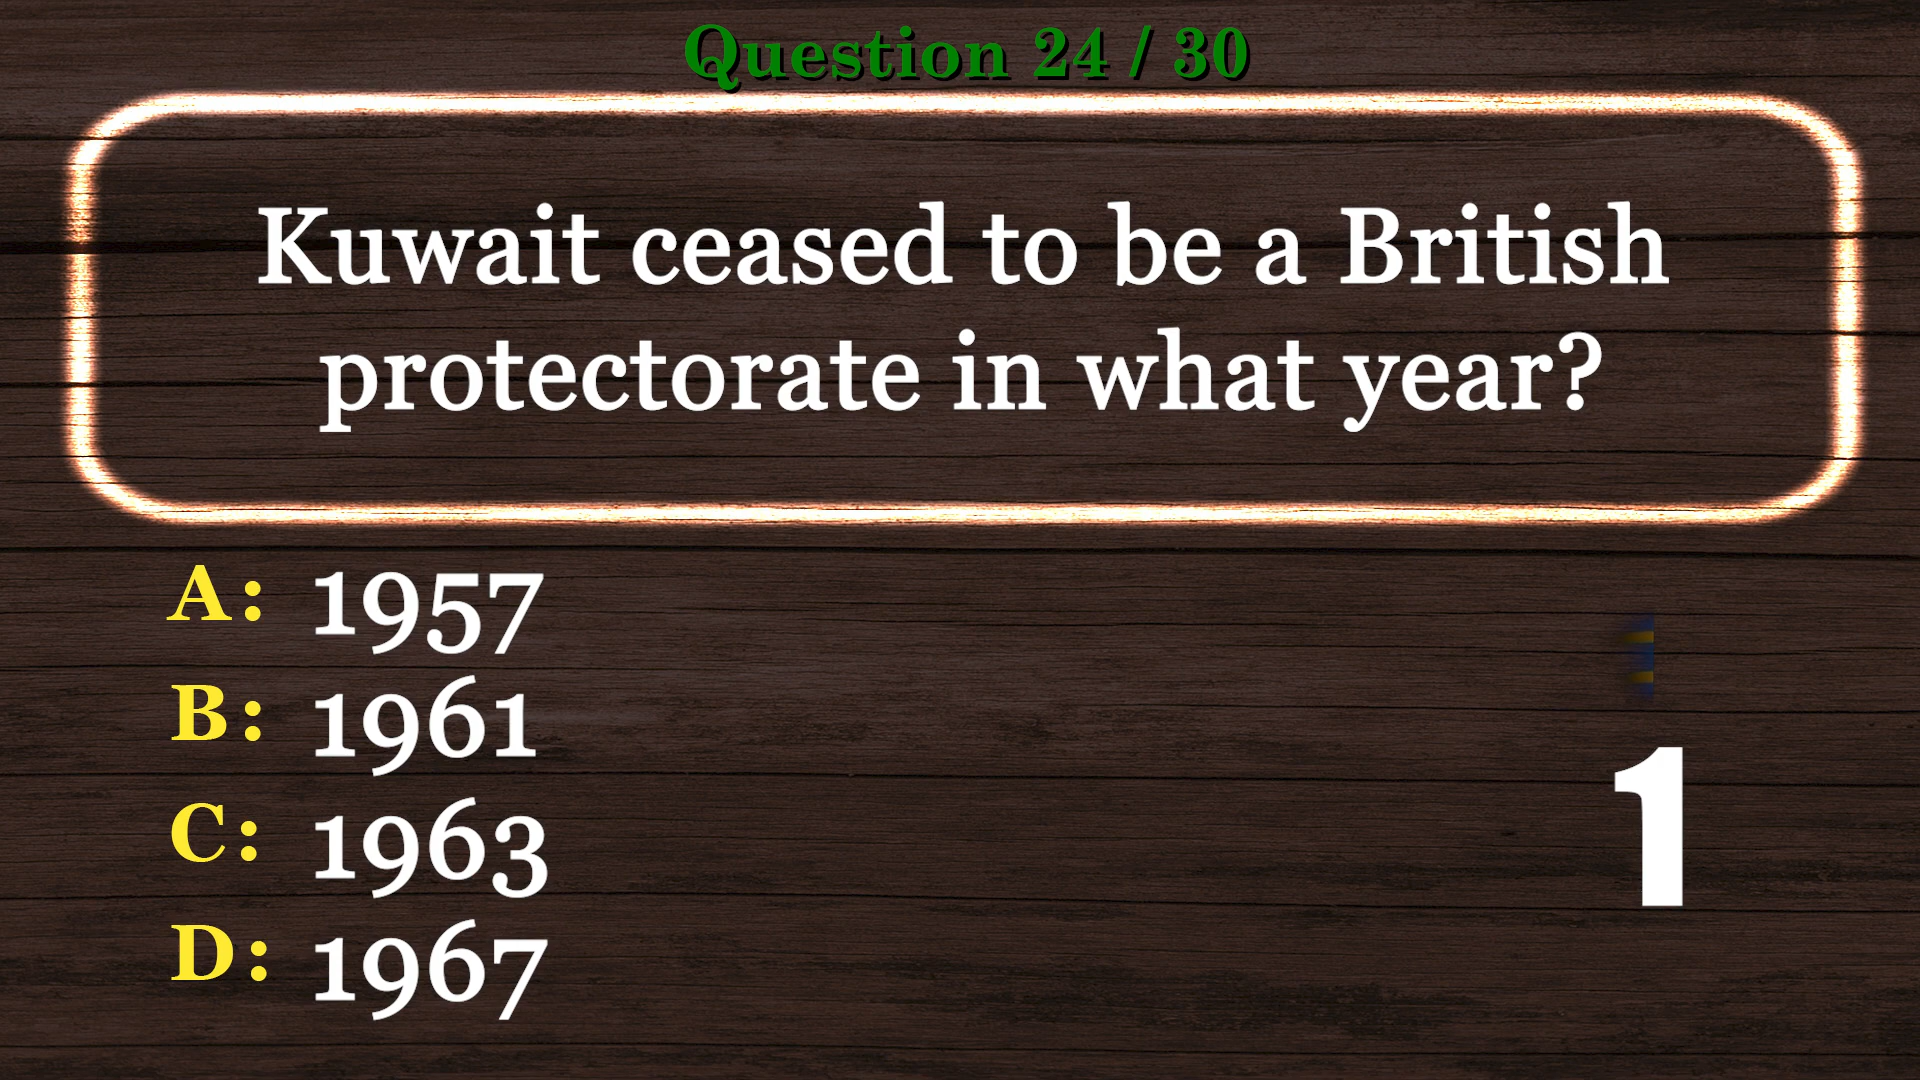 Question 24 / 30
Kuwait ceased to be a British
protectorate in what year?
A: 1957
B: 1961
C: 1963
D: 1967
1